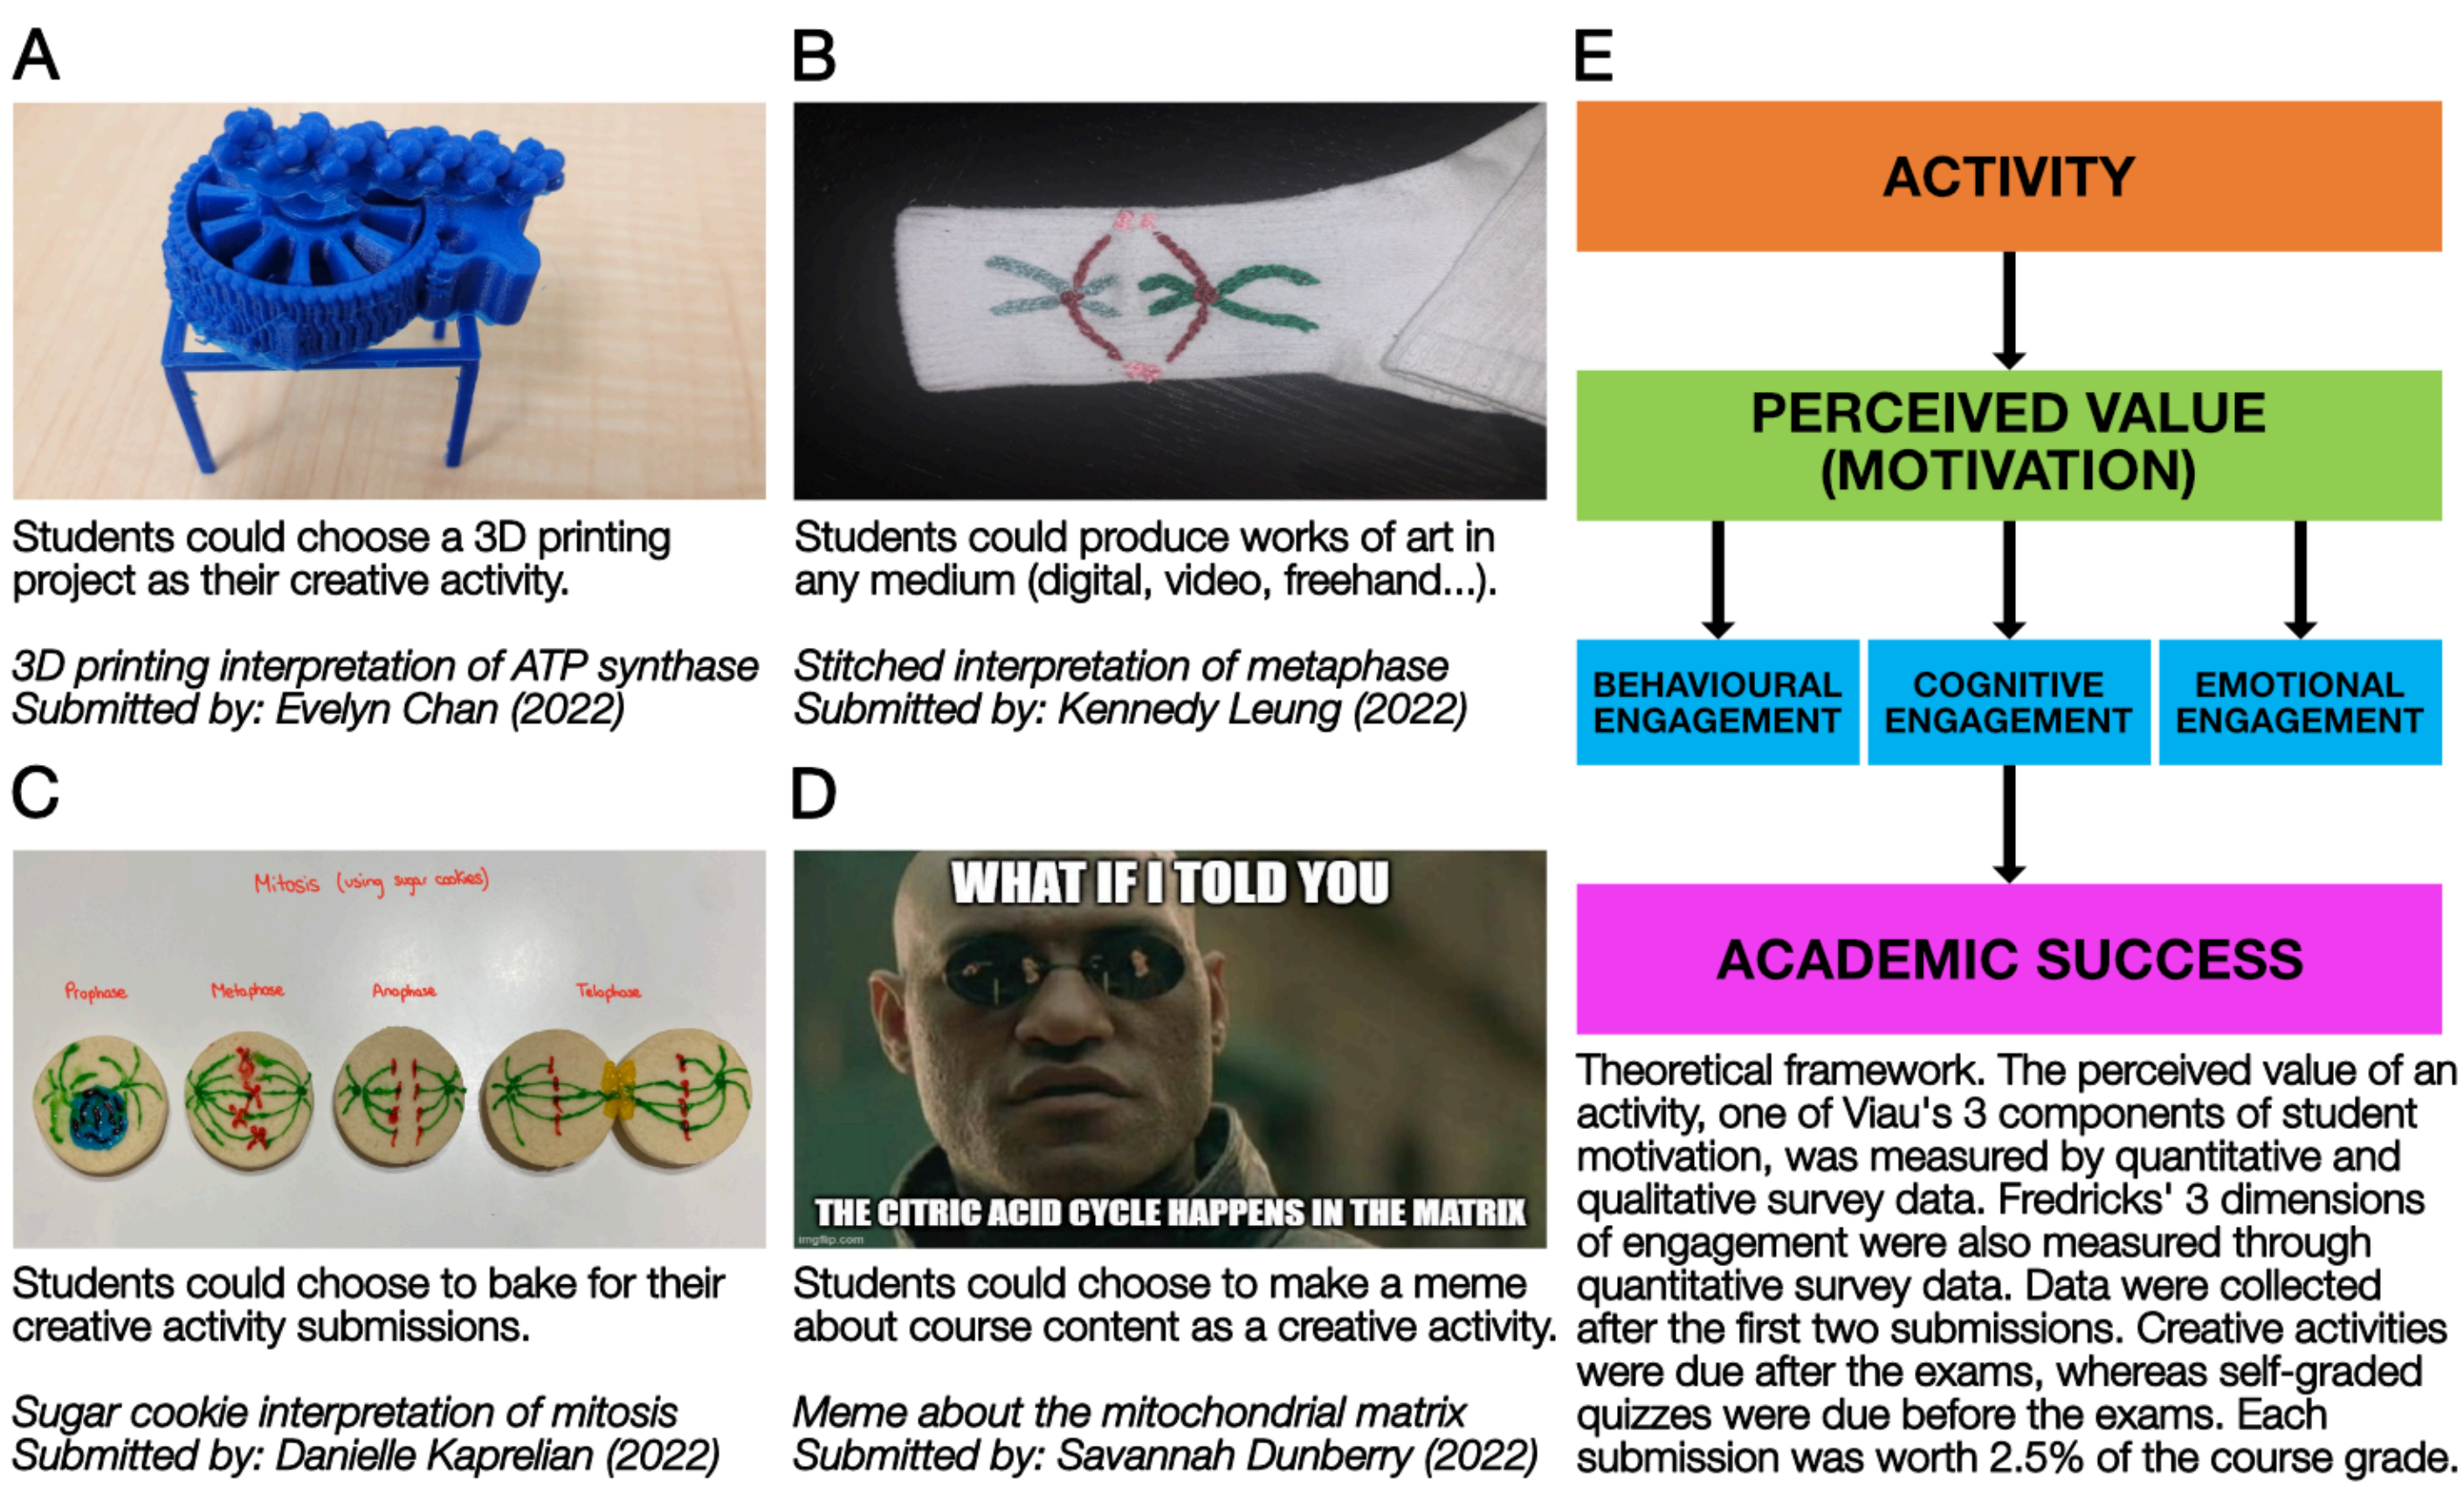 A
Students could choose a 3D printing
project as their creative activity.
3D printing interpretation of ATP synthase
Submitted by: Evelyn Chan (2022)
B
Students could produce works of art in
any medium (digital, video, freehand...).
Stitched interpretation of metaphase
Submitted by: Kennedy Leung (2022)
C
Mitosis (using sugar cookies)
Prophase
Metaphase
Anaphase
Telophase
Students could choose to bake for their
creative activity submissions.
Sugar cookie interpretation of mitosis
Submitted by: Danielle Kaprelian (2022)
D
WHAT IF I TOLD YOU
THE CITRIC ACID CYCLE HAPPENS IN THE MATRIX
imgflip.com
Students could choose to make a meme
about course content as a creative activity.
Meme about the mitochondrial matrix
Submitted by: Savannah Dunberry (2022)
E
ACTIVITY
PERCEIVED VALUE
(MOTIVATION)
BEHAVIOURAL
ENGAGEMENT
COGNITIVE
ENGAGEMENT
EMOTIONAL
ENGAGEMENT
ACADEMIC SUCCESS
Theoretical framework. The perceived value of an
activity, one of Viau's 3 components of student
motivation, was measured by quantitative and
qualitative survey data. Fredricks' 3 dimensions
of engagement were also measured through
quantitative survey data. Data were collected
after the first two submissions. Creative activities
were due after the exams, whereas self-graded
quizzes were due before the exams. Each
submission was worth 2.5% of the course grade.